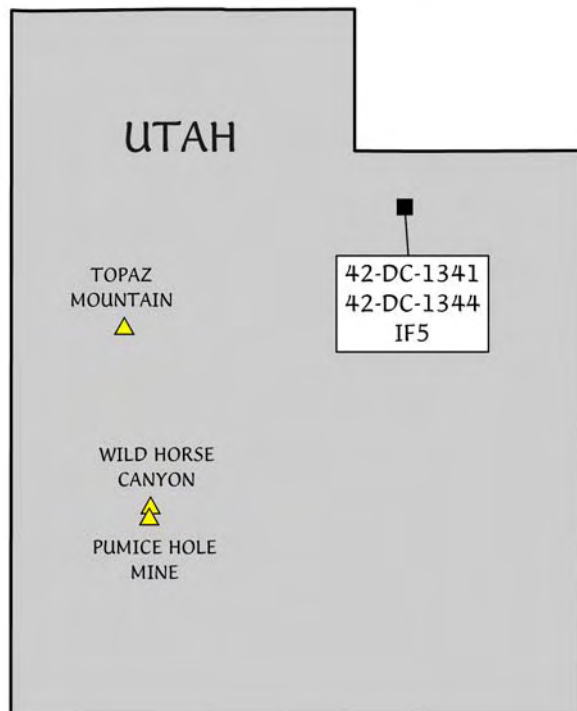 UTAH
42-DC-1341
42-DC-1344
IF5
TOPAZ
MOUNTAIN
WILD HORSE
CANYON
PUMICE HOLE
MINE